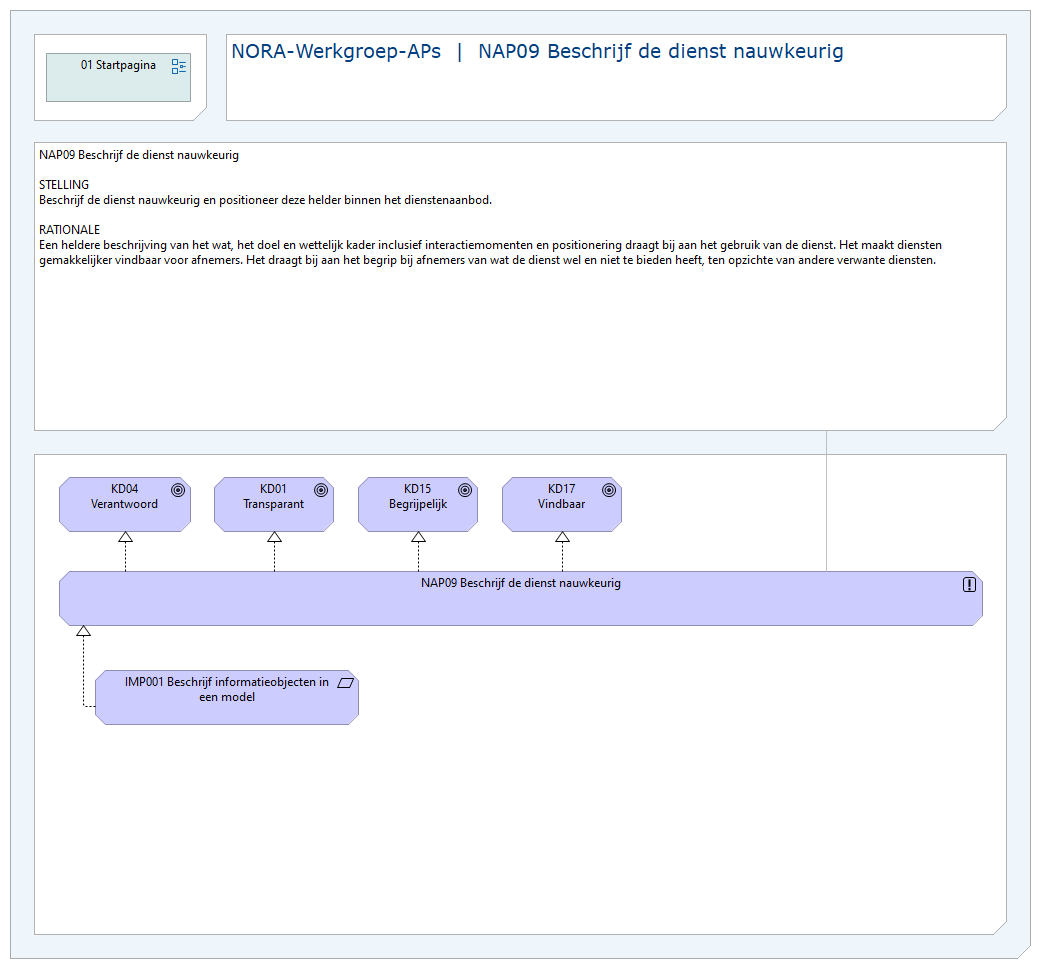 01 Startpagina
NORA-Werkgroep-APs | NAP09 Beschrijf de dienst nauwkeurig
NAP09 Beschrijf de dienst nauwkeurig
STELLING
Beschrijf de dienst nauwkeurig en positioneer deze helder binnen het dienstenaanbod.
RATIONALE
Een heldere beschrijving van het wat, het doel en wettelijk kader inclusief interactiemomenten en positionering draagt bij aan het gebruik van de dienst. Het maakt diensten
gemakkelijker vindbaar voor afnemers. Het draagt bij aan het begrip bij afnemers van wat de dienst wel en niet te bieden heeft, ten opzichte van andere verwante diensten.
KD04
Verantwoord
KD01
Transparant
KD15
Begrijpelijk
KD17
Vindbaar
NAP09 Beschrijf de dienst nauwkeurig
IMP001 Beschrijf informatieobjecten in
een model